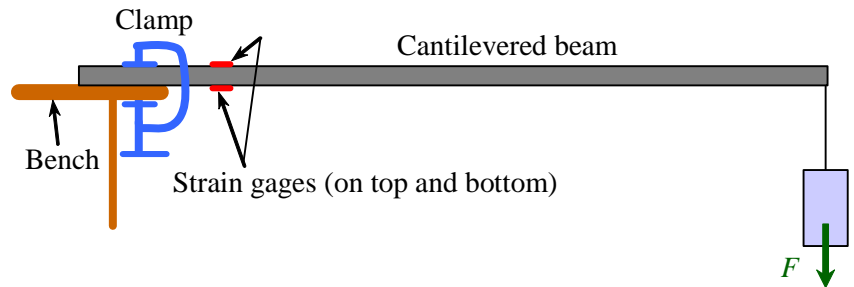 Clamp
Cantilevered beam
Bench
Strain gages (on top and bottom)
F